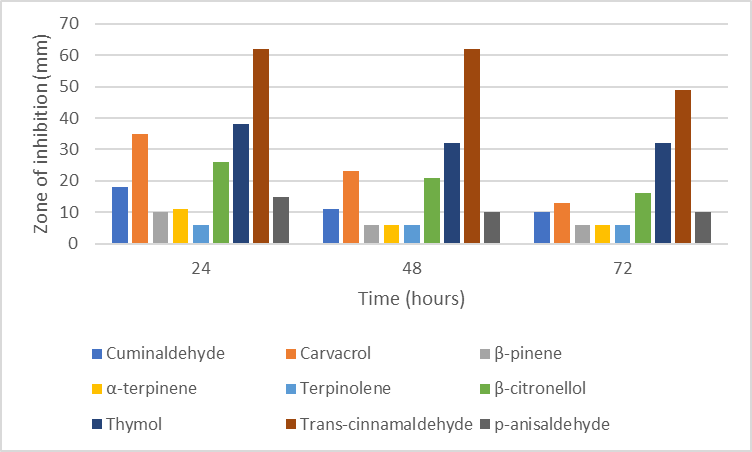 70
60
50
40
30
20
10
0
Zone of inhibition (mm)
24 48 72
Time (hours)
Cuminaldehyde Carvacrol β-pinene
α-terpinene Terpinolene β-citronellol
Thymol Trans-cinnamaldehyde p-anisaldehyde